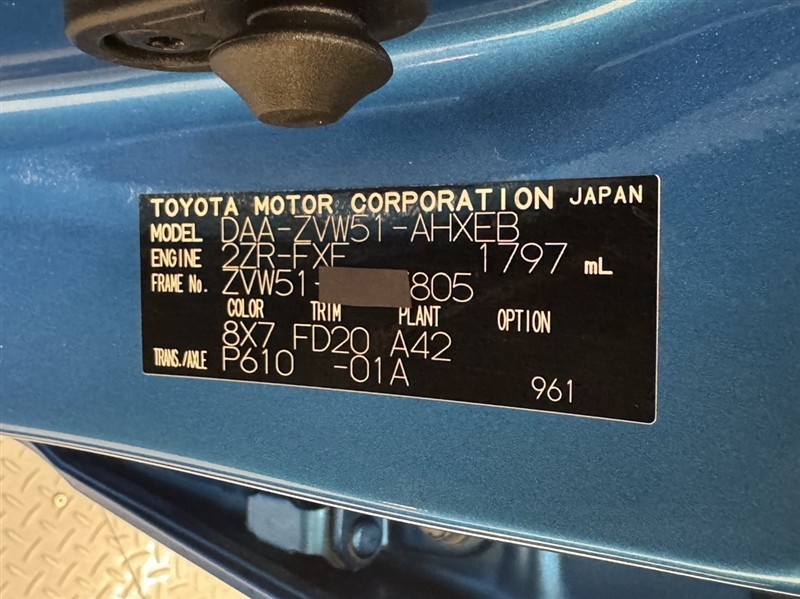 TOYOTA MOTOR CORPORATION JAPAN
MODEL DAA-ZVW51-AHXEB
ENGINE 2ZR-FXE 1797 mL
FRAME No. ZVW51- 805
COLOR TRIM PLANT OPTION
8X7 FD20 A42
TRANS./AXLE P610 -01A
961